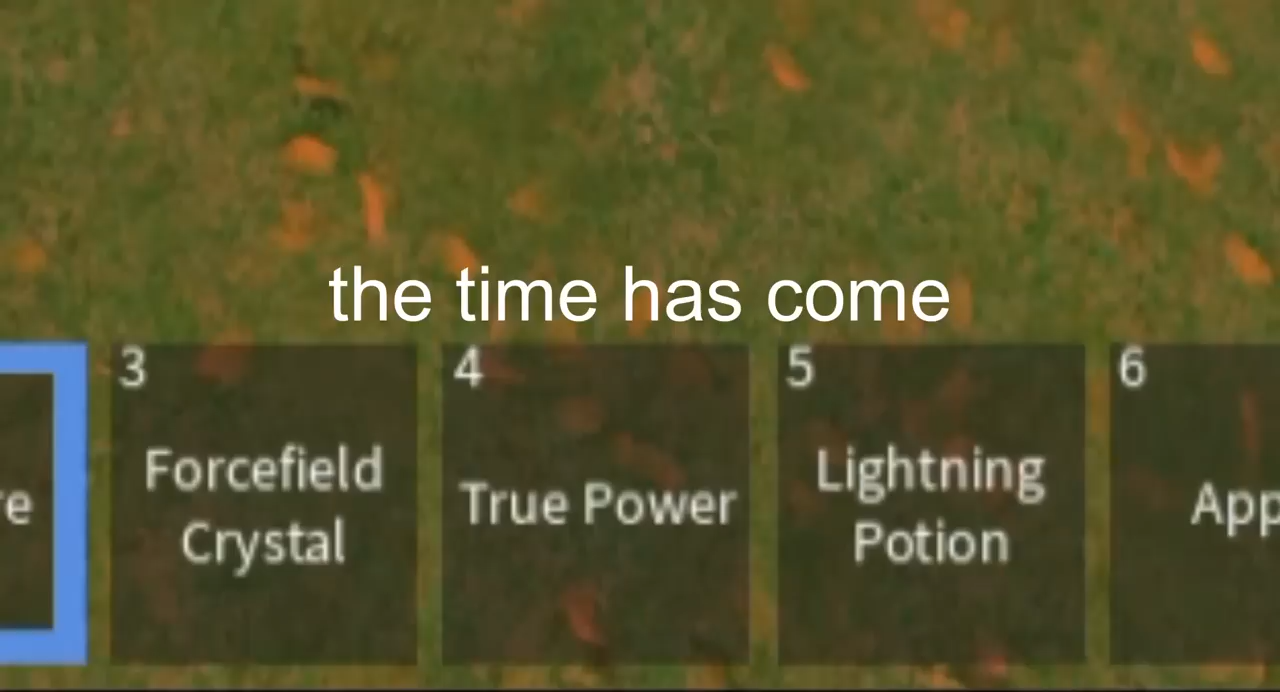 the time has come
3
4
5
6
Forcefield
Crystal
True Power
Lightning
Potion